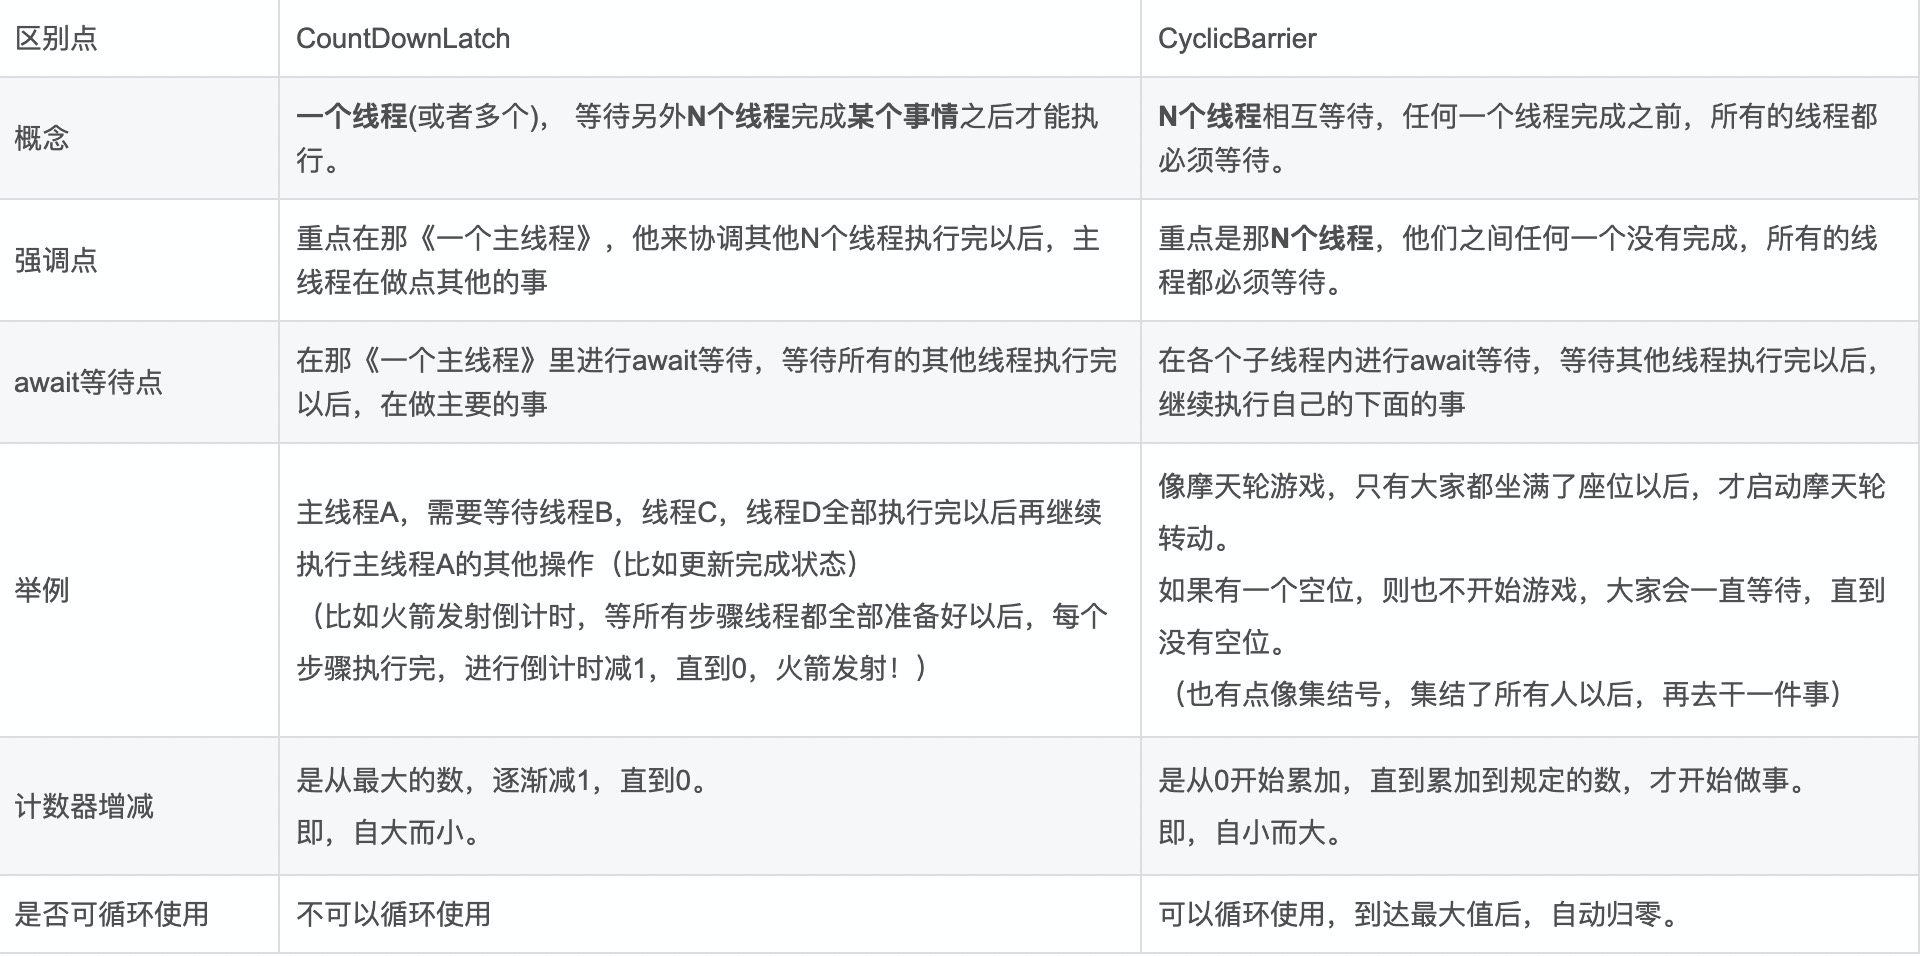 区别点
CountDownLatch
CyclicBarrier
概念
一个线程(或者多个)， 等待另外N个线程完成某个事情之后才能执
行。
N个线程相互等待，任何一个线程完成之前，所有的线程都
必须等待。
强调点
重点在那《一个主线程》，他来协调其他N个线程执行完以后，主
线程在做点其他的事
重点是那N个线程，他们之间任何一个没有完成，所有的线
程都必须等待。
await等待点
在那《一个主线程》里进行await等待，等待所有的其他线程执行完
以后，在做主要的事
在各个子线程内进行await等待，等待其他线程执行完以后，
继续执行自己的下面的事
举例
主线程A，需要等待线程B，线程C，线程D全部执行完以后再继续
执行主线程A的其他操作（比如更新完成状态）
（比如火箭发射倒计时，等所有步骤线程都全部准备好以后，每个
步骤执行完，进行倒计时减1，直到0，火箭发射！）
像摩天轮游戏，只有大家都坐满了座位以后，才启动摩天轮
转动。
如果有一个空位，则也不开始游戏，大家会一直等待，直到
没有空位。
（也有点像集结号，集结了所有人以后，再去干一件事）
计数器增减
是从最大的数，逐渐减1，直到0。
即，自大而小。
是从0开始累加，直到累加到规定的数，才开始做事。
即，自小而大。
是否可循环使用
不可以循环使用
可以循环使用，到达最大值后，自动归零。